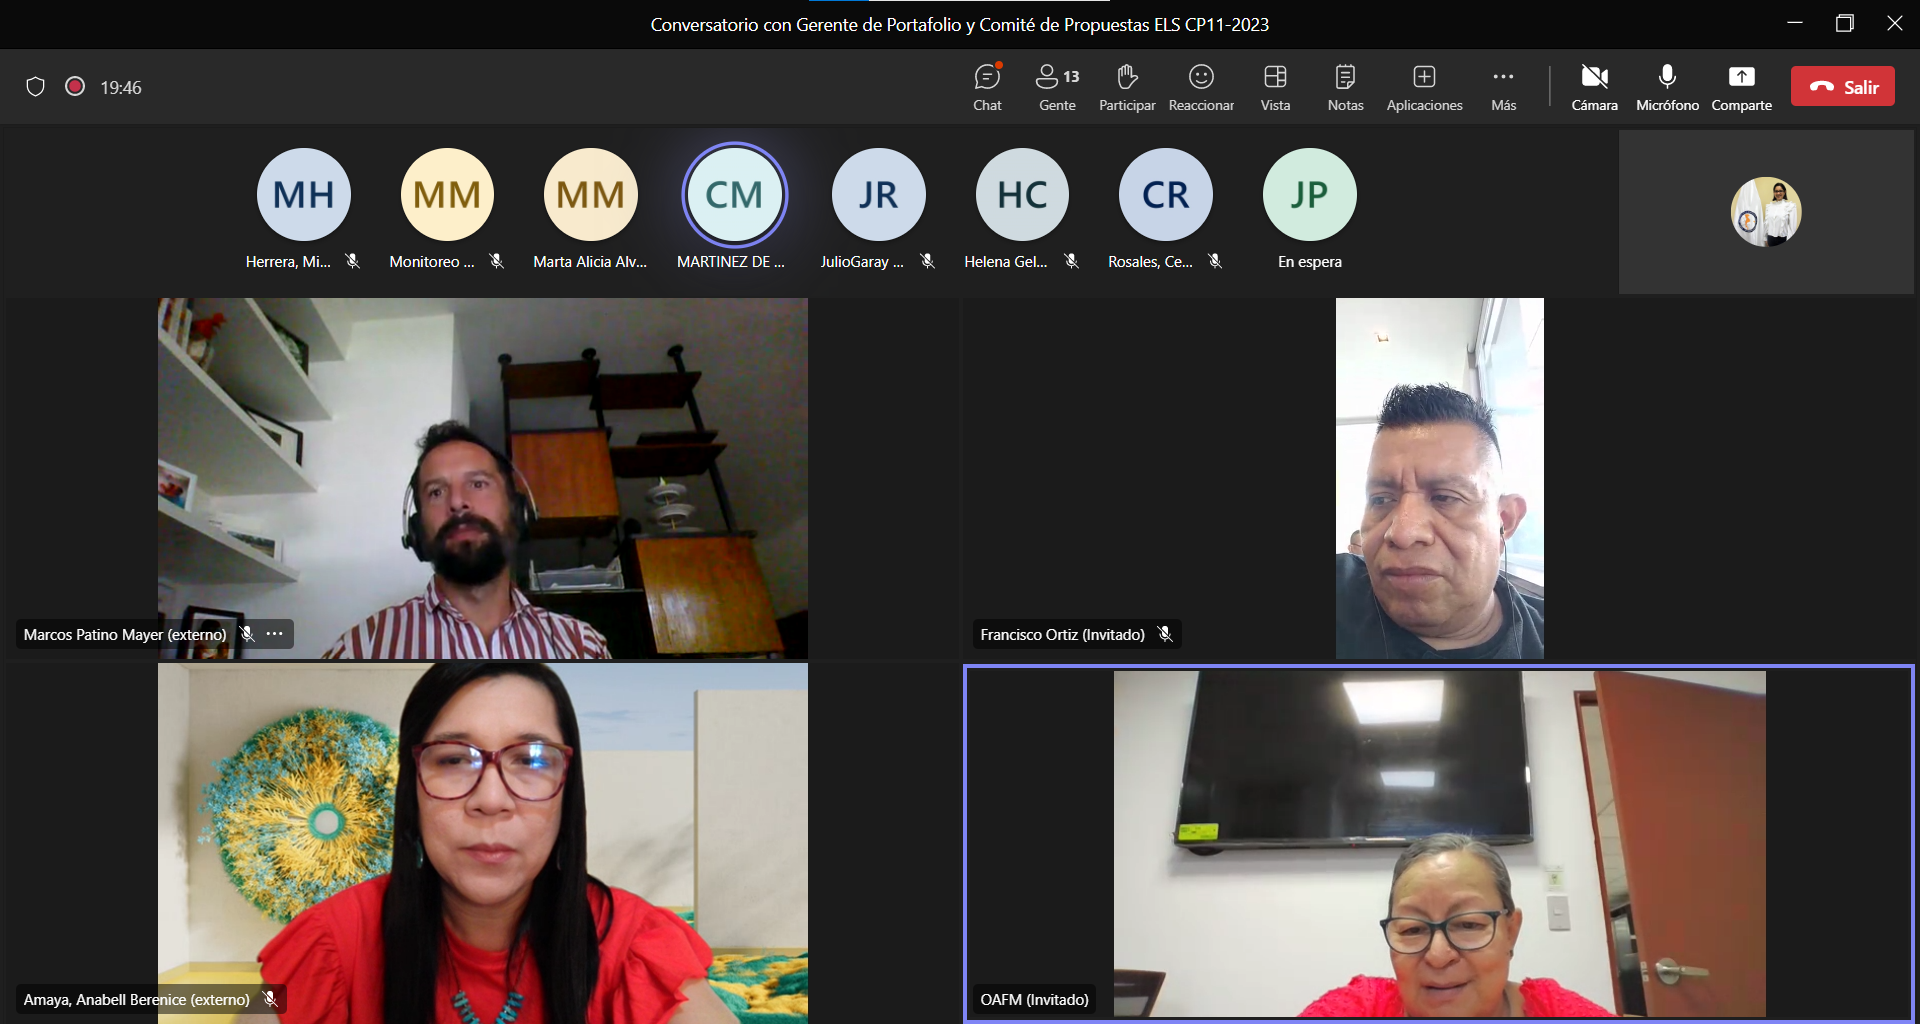 Conversatorio con Gerente de Portafolio y Comité de Propuestas ELS CP11-2023
19:46
Chat
13
Gente
Participar
Reaccionar
Vista
Notas
Aplicaciones
Más
Cámara
Micrófono
Comparte
Salir
MH
MM
MM
CM
JR
HC
CR
JP
Herrera, Mi...
Monitoreo ...
Marta Alicia Alv...
MARTINEZ DE ...
JulioGaray ...
Helena Gel...
Rosales, Ce...
En espera
Marcos Patino Mayer (externo)
Francisco Ortiz (Invitado)
Amaya, Anabell Berenice (externo)
OAFM (Invitado)